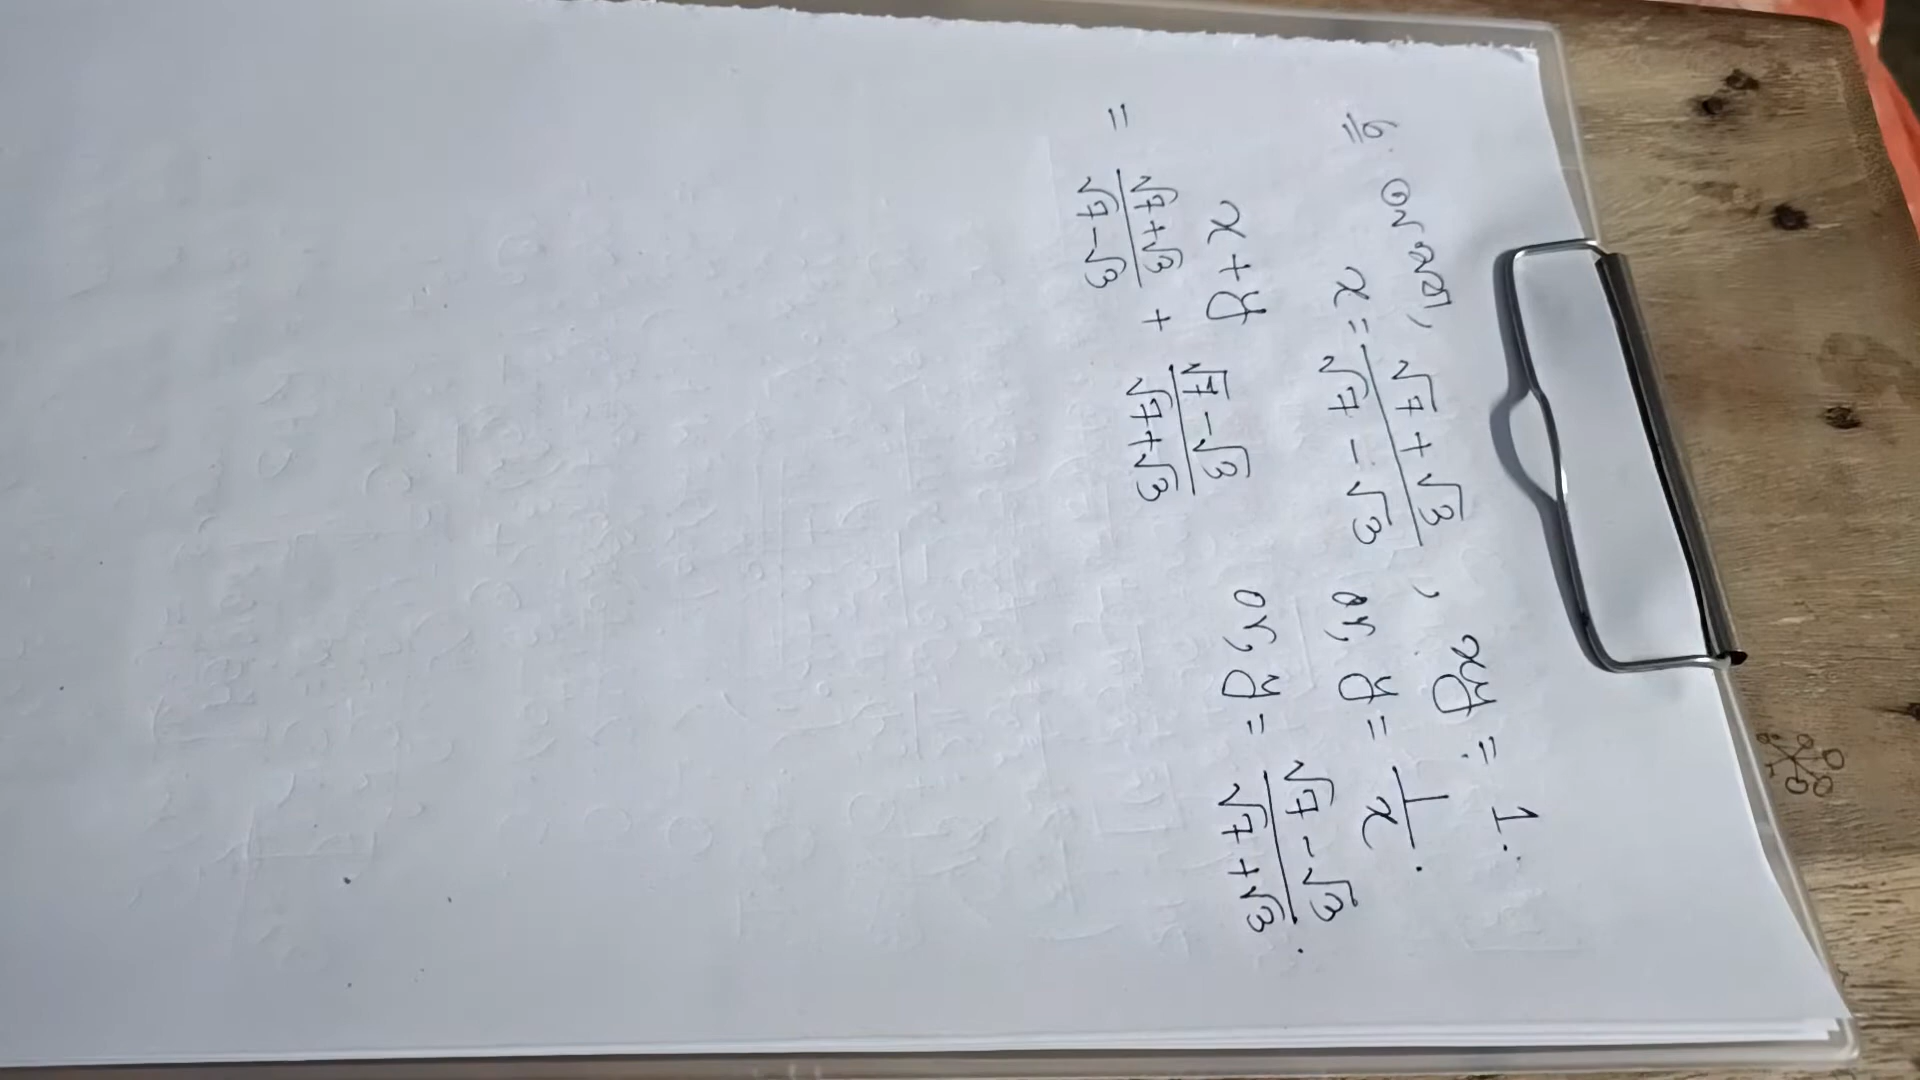 6. এখন, x = (√7 + √3)/(√7 - √3), xy = 1.
or, y = 1/x.
x + y or, y = (√7 - √3)/(√7 + √3).
= (√7 + √3)/(√7 - √3) + (√7 - √3)/(√7 + √3)